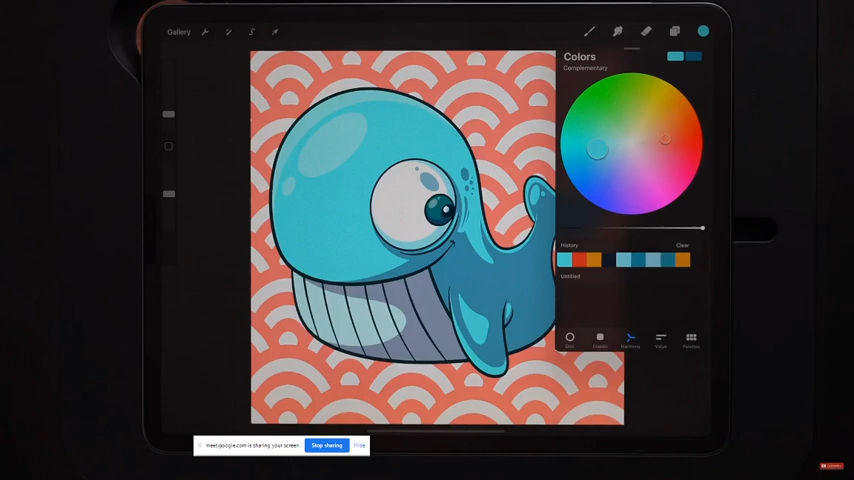 Gallery
Colors
Complementary
History
Clear
Untitled
Disc
Classic
Harmony
Value
Palettes
meet.google.com is sharing your screen
Stop sharing
Hide